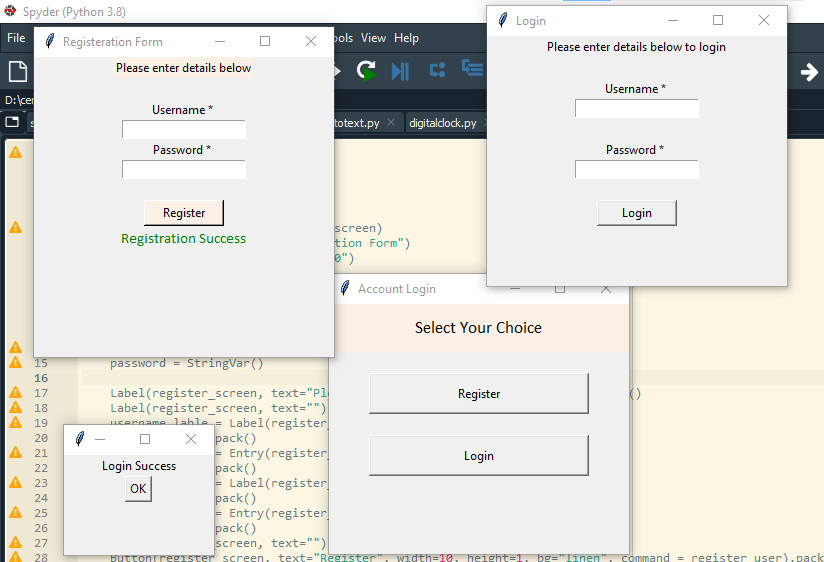 Spyder (Python 3.8)
File
ools View Help
D:\cer
totext.py
digitalclock.py
Registeration Form
Please enter details below
Username *
Password *
Register
Registration Success
Login
Please enter details below to login
Username *
Password *
Login
screen)
tion Form")
0")
Account Login
Select Your Choice
Register
Login
15 password = StringVar()
16
17 Label(register_screen, text="Pl
()
18 Label(register_screen, text="")
19 username_lable = Label(register_
20 pack()
21 = Entry(register_
22 pack()
23 = Label(register_
24 pack()
25 = Entry(register_
26 pack()
27 text="")
28 Button(register_screen, text="Register", width=10, height=1, bg="linen", command = register_user).pack
Login Success
OK